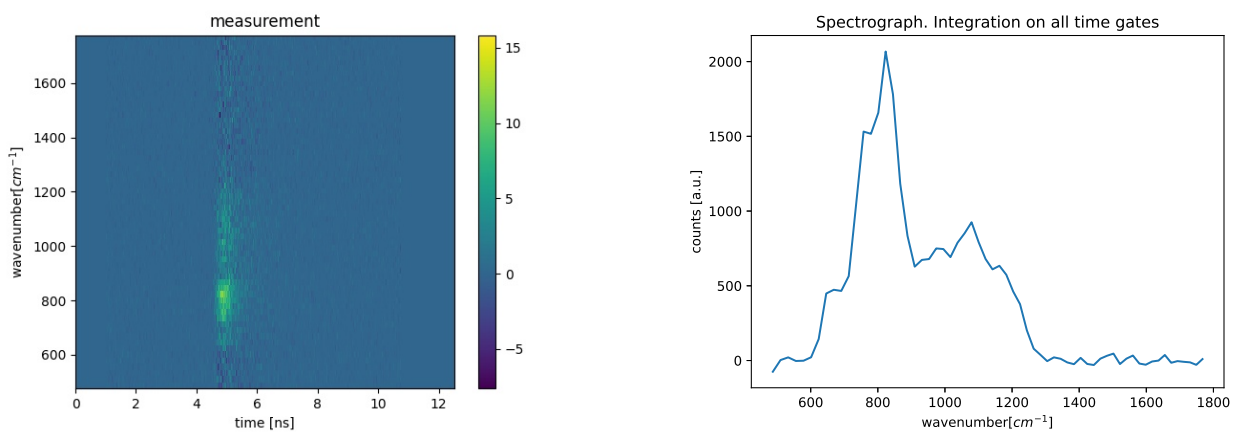 measurement
wavenumber[cm⁻¹]
1600
1400
1200
1000
800
600
0 2 4 6 8 10 12
time [ns]
15
10
5
0
−5
Spectrograph. Integration on all time gates
counts [a.u.]
2000
1500
1000
500
0
600 800 1000 1200 1400 1600 1800
wavenumber[cm⁻¹]